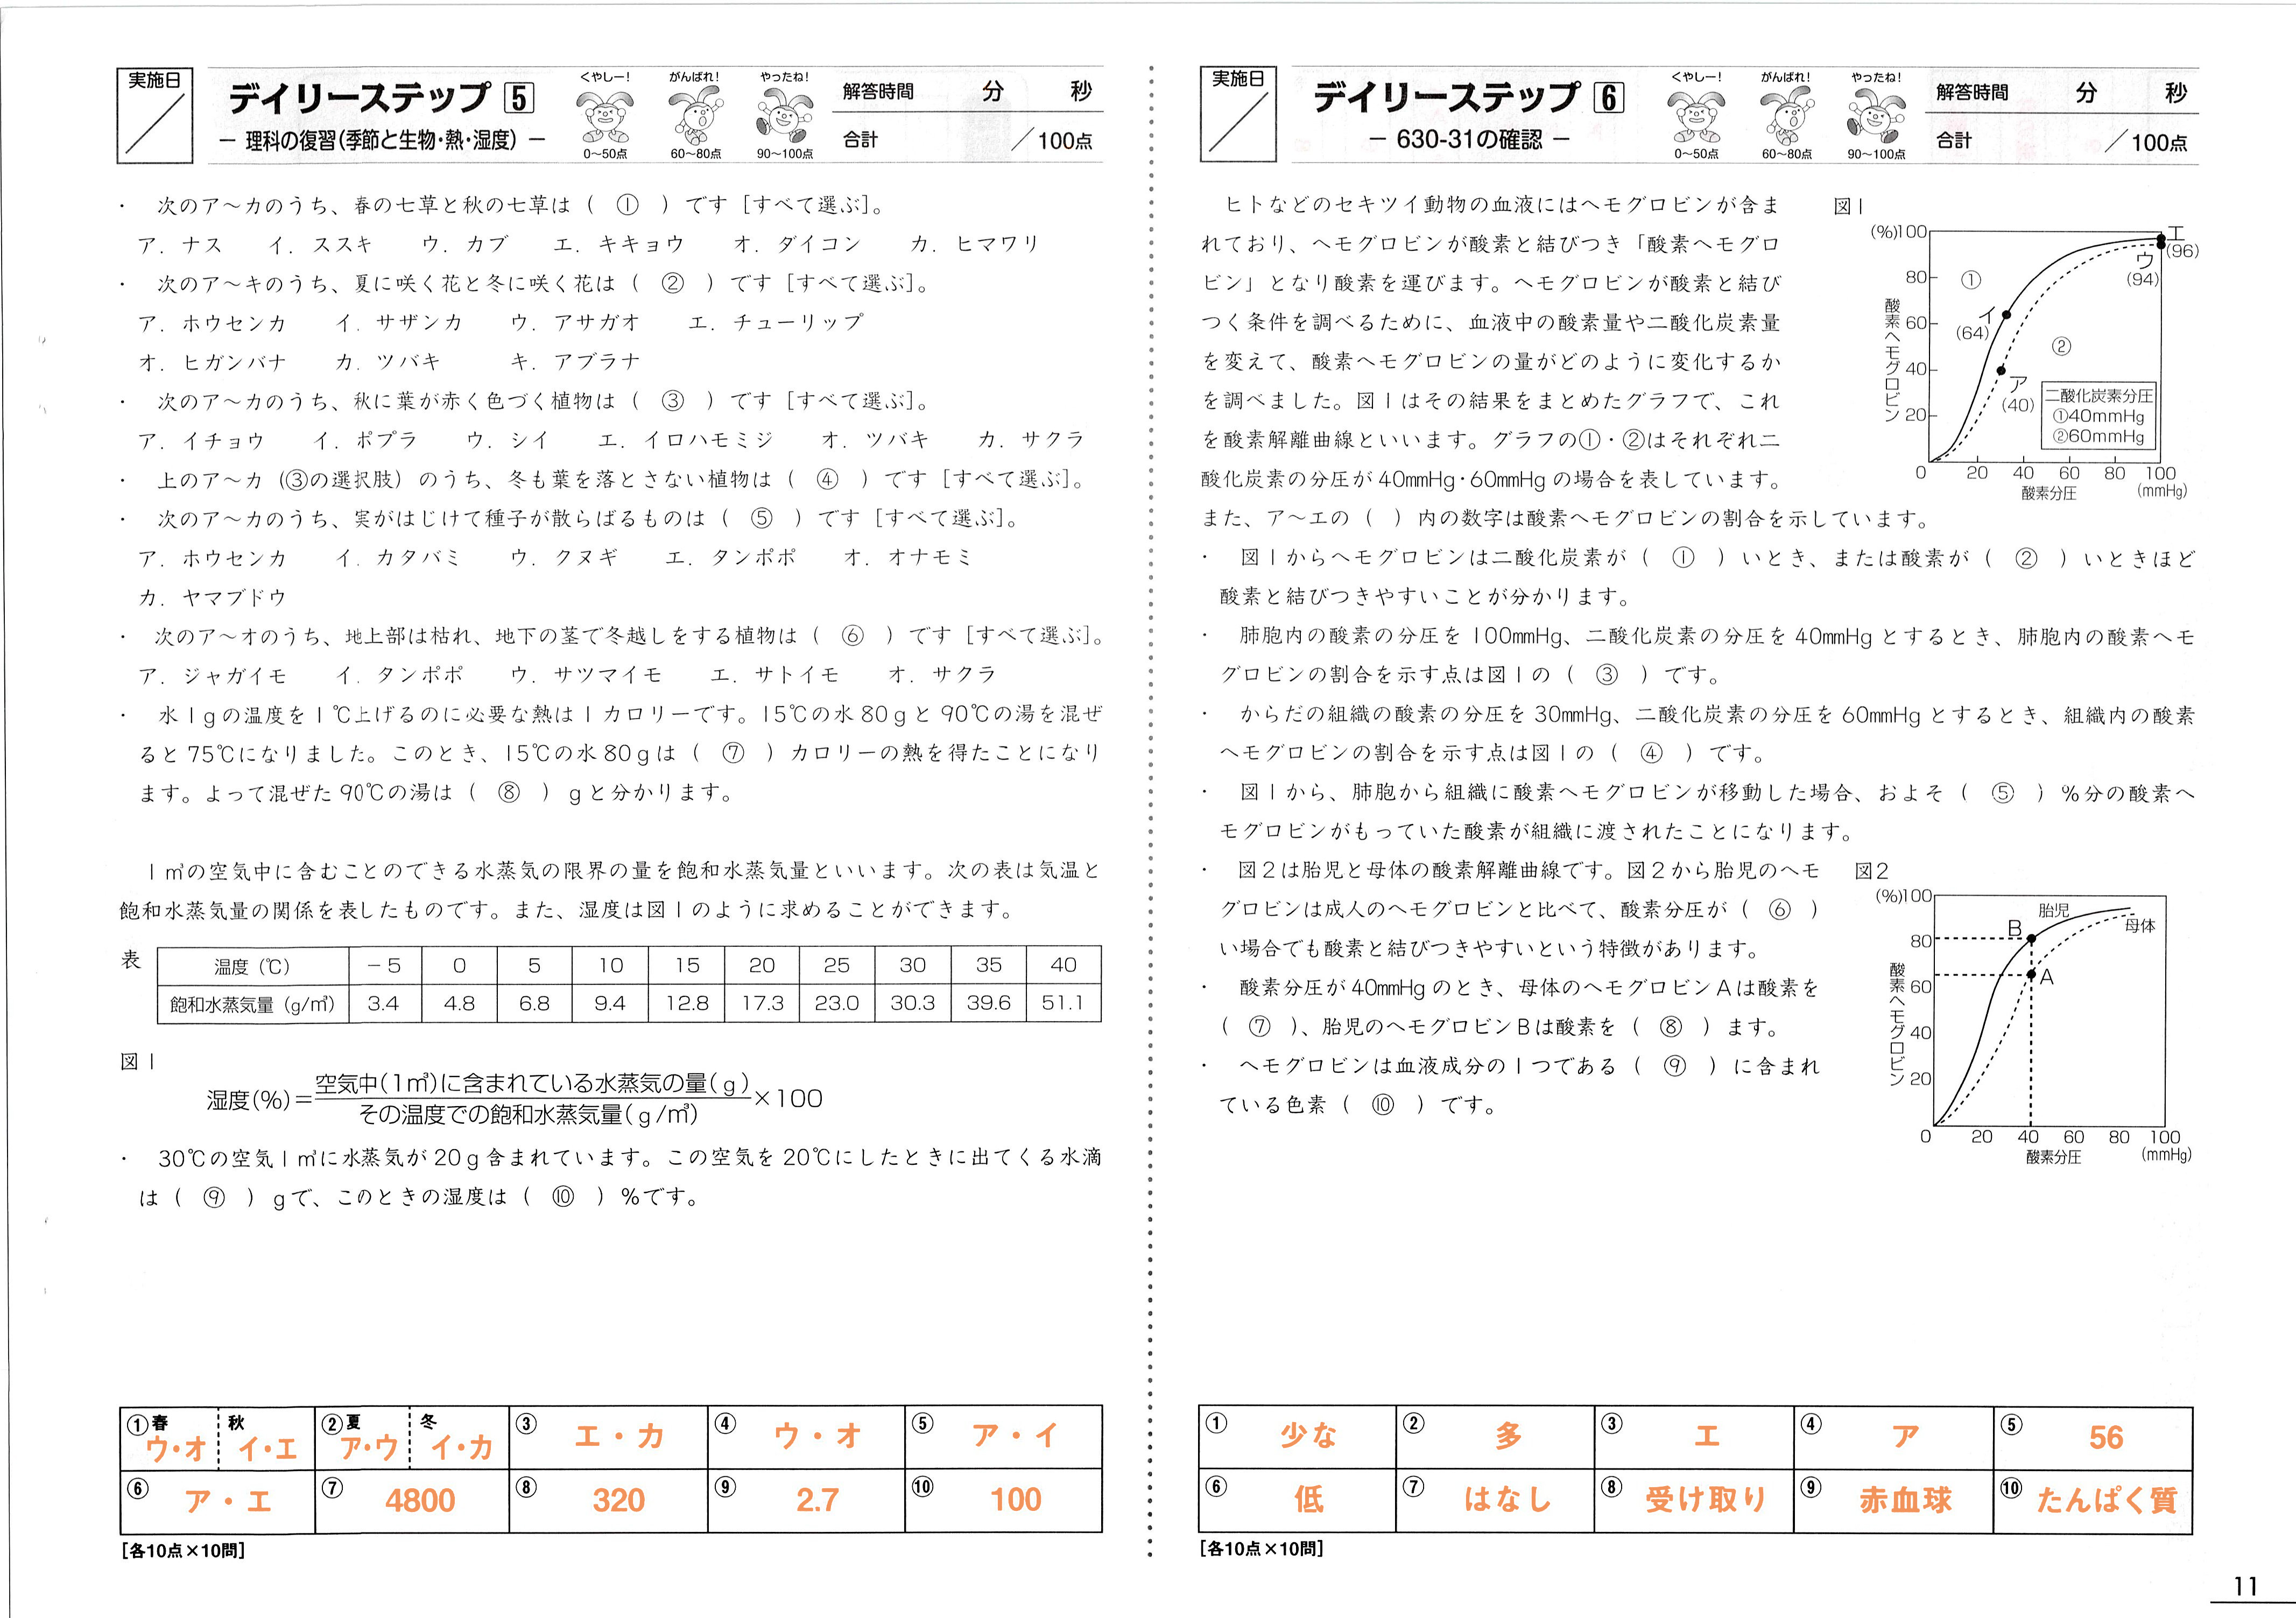 実施日
デイリーステップ 5
― 理科の復習(季節と生物・熱・湿度) ―
くやしー! がんばれ! やったね!
0〜50点 60〜80点 90〜100点
解答時間 分 秒
合計 /100点
・ 次のア〜カのうち、春の七草と秋の七草は( ① )です[すべて選ぶ]。
ア. ナス イ. ススキ ウ. カブ エ. キキョウ オ. ダイコン カ. ヒマワリ
・ 次のア〜キのうち、夏に咲く花と冬に咲く花は( ② )です[すべて選ぶ]。
ア. ホウセンカ イ. サザンカ ウ. アサガオ エ. チューリップ
オ. ヒガンバナ カ. ツバキ キ. アブラナ
・ 次のア〜カのうち、秋に葉が赤く色づく植物は( ③ )です[すべて選ぶ]。
ア. イチョウ イ. ポプラ ウ. シイ エ. イロハモミジ オ. ツバキ カ. サクラ
・ 上のア〜カ(③の選択肢)のうち、冬も葉を落とさない植物は( ④ )です[すべて選ぶ]。
・ 次のア〜カのうち、実がはじけて種子が散らばるものは( ⑤ )です[すべて選ぶ]。
ア. ホウセンカ イ. カタバミ ウ. クヌギ エ. タンポポ オ. オナモミ
カ. ヤマブドウ
・ 次のア〜オのうち、地上部は枯れ、地下の茎で冬越しをする植物は( ⑥ )です[すべて選ぶ]。
ア. ジャガイモ イ. タンポポ ウ. サツマイモ エ. サトイモ オ. サクラ
・ 水1gの温度を1℃上げるのに必要な熱は1カロリーです。15℃の水80gと90℃の湯を混ぜ
ると75℃になりました。このとき、15℃の水80gは( ⑦ )カロリーの熱を得たことになり
ます。よって混ぜた90℃の湯は( ⑧ )gと分かります。
1㎥の空気中に含むことのできる水蒸気の限界の量を飽和水蒸気量といいます。次の表は気温と
飽和水蒸気量の関係を表したものです。また、湿度は図1のように求めることができます。
表
温度(℃) −5 0 5 10 15 20 25 30 35 40
飽和水蒸気量(g/㎥) 3.4 4.8 6.8 9.4 12.8 17.3 23.0 30.3 39.6 51.1
図1
湿度(%)=空気中(1㎥)に含まれている水蒸気の量(g)
その温度での飽和水蒸気量(g/㎥)
×100
・ 30℃の空気1㎥に水蒸気が20g含まれています。この空気を20℃にしたときに出てくる水滴
は( ⑨ )gで、このときの湿度は( ⑩ )%です。
①春 ウ・オ 秋 イ・エ ②夏 ア・ウ 冬 イ・カ ③ エ・カ ④ ウ・オ ⑤ ア・イ
⑥ ア・エ ⑦ 4800 ⑧ 320 ⑨ 2.7 ⑩ 100
[各10点×10問]
実施日
デイリーステップ 6
― 630-31の確認 ―
くやしー! がんばれ! やったね!
0〜50点 60〜80点 90〜100点
解答時間 分 秒
合計 /100点
ヒトなどのセキツイ動物の血液にはヘモグロビンが含ま
れており、ヘモグロビンが酸素と結びつき「酸素ヘモグロ
ビン」となり酸素を運びます。ヘモグロビンが酸素と結び
つく条件を調べるために、血液中の酸素量や二酸化炭素量
を変えて、酸素ヘモグロビンの量がどのように変化するか
を調べました。図1はその結果をまとめたグラフで、これ
を酸素解離曲線といいます。グラフの①・②はそれぞれ二
酸化炭素の分圧が40mmHg・60mmHgの場合を表しています。
また、ア〜エの( )内の数字は酸素ヘモグロビンの割合を示しています。
図1
(%)100
80
60
40
20
0 20 40 60 80 100
酸素分圧 (mmHg)
酸素ヘモグロビン
①
②
エ
(96)
ウ
(94)
イ
(64)
ア
(40)
二酸化炭素分圧
①40mmHg
②60mmHg
・ 図1からヘモグロビンは二酸化炭素が( ① )いとき、または酸素が( ② )いときほど
酸素と結びつきやすいことが分かります。
・ 肺胞内の酸素の分圧を100mmHg、二酸化炭素の分圧を40mmHgとするとき、肺胞内の酸素ヘモ
グロビンの割合を示す点は図1の( ③ )です。
・ からだの組織の酸素の分圧を30mmHg、二酸化炭素の分圧を60mmHgとするとき、組織内の酸素
ヘモグロビンの割合を示す点は図1の( ④ )です。
・ 図1から、肺胞から組織に酸素ヘモグロビンが移動した場合、およそ( ⑤ )%分の酸素ヘ
モグロビンがもっていた酸素が組織に渡されたことになります。
・ 図2は胎児と母体の酸素解離曲線です。図2から胎児のヘモ
グロビンは成人のヘモグロビンと比べて、酸素分圧が( ⑥ )
い場合でも酸素と結びつきやすいという特徴があります。
・ 酸素分圧が40mmHgのとき、母体のヘモグロビンAは酸素を
( ⑦ )、胎児のヘモグロビンBは酸素を( ⑧ )ます。
・ ヘモグロビンは血液成分の1つである( ⑨ )に含まれ
ている色素( ⑩ )です。
図2
(%)100
80
60
40
20
0 20 40 60 80 100
酸素分圧 (mmHg)
酸素ヘモグロビン
胎児
母体
B
A
① 少な ② 多 ③ エ ④ ア ⑤ 56
⑥ 低 ⑦ はなし ⑧ 受け取り ⑨ 赤血球 ⑩ たんぱく質
[各10点×10問]
11